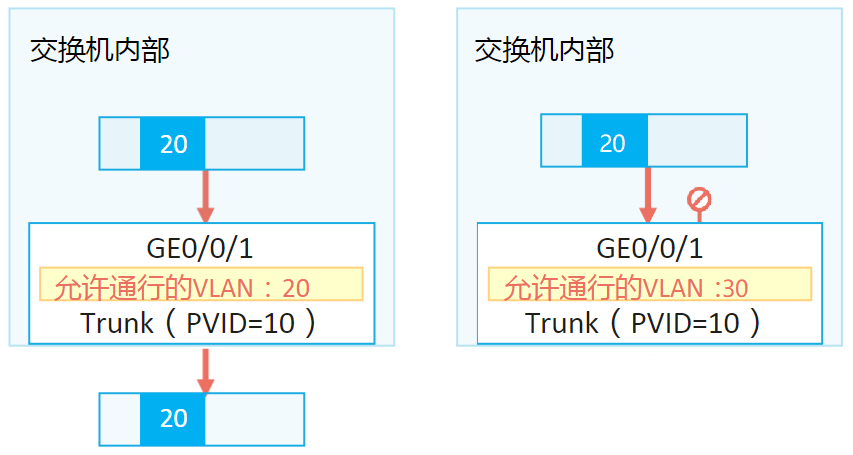 交换机内部
20
GE0/0/1
允许通行的VLAN：20
Trunk（PVID=10）
20
交换机内部
20
GE0/0/1
允许通行的VLAN :30
Trunk（PVID=10）